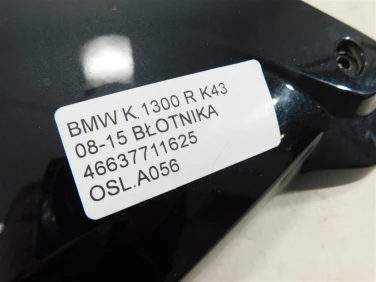 BMW K.1300 R K43
08-15 BŁOTNIKA
46637711625
OSL.A056